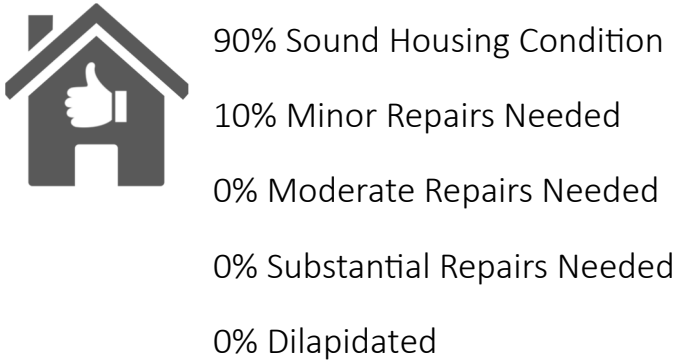 90% Sound Housing Condition
10% Minor Repairs Needed
0% Moderate Repairs Needed
0% Substantial Repairs Needed
0% Dilapidated